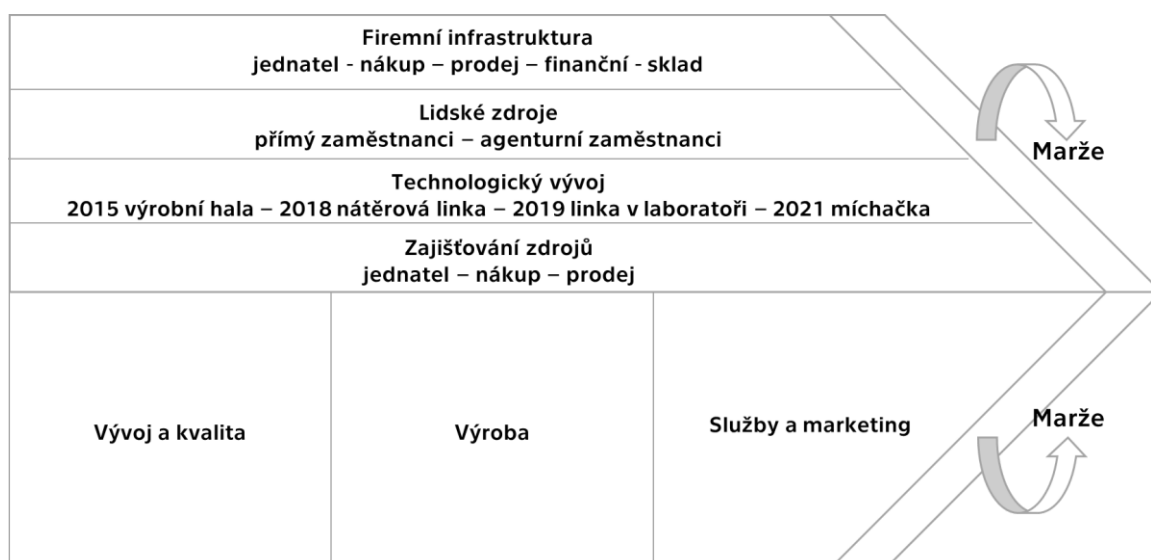 Firemní infrastruktura
jednatel - nákup – prodej – finanční - sklad
Lidské zdroje
přímý zaměstnanci – agenturní zaměstnanci
Marže
Technologický vývoj
2015 výrobní hala – 2018 nátěrová linka – 2019 linka v laboratoři – 2021 míchačka
Zajišťování zdrojů
jednatel – nákup – prodej
Vývoj a kvalita
Výroba
Služby a marketing
Marže